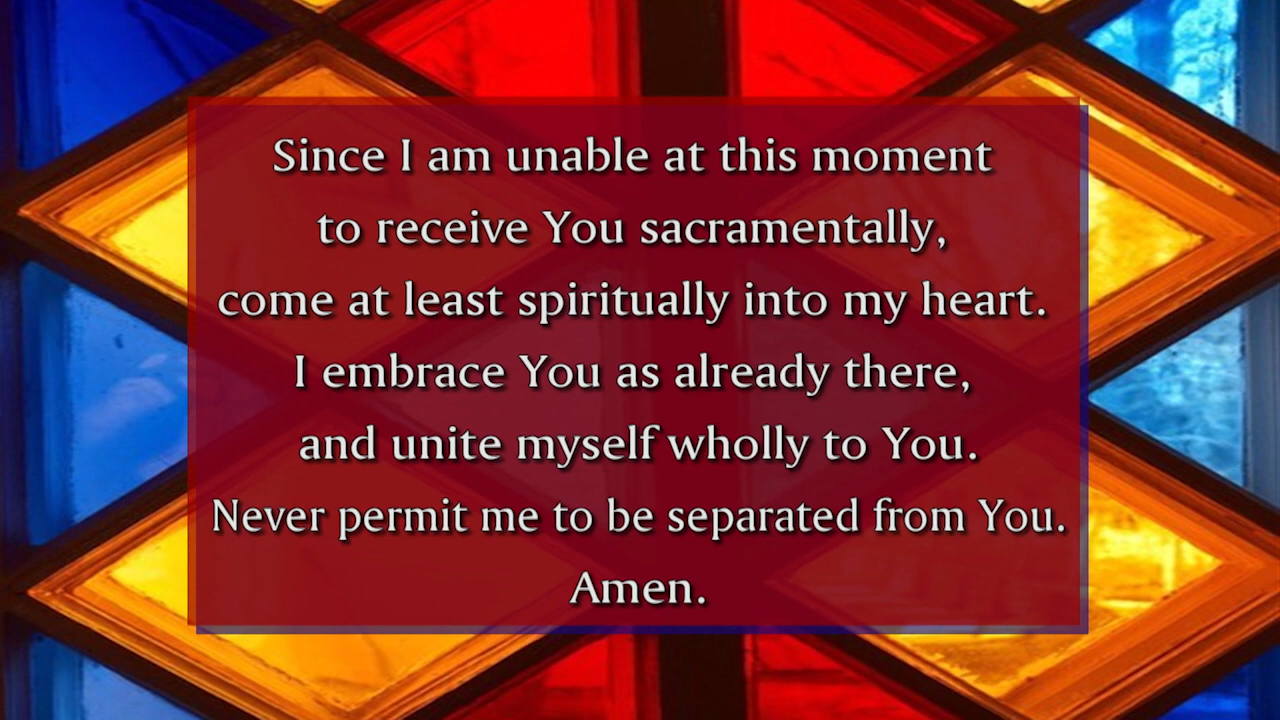 Since I am unable at this moment
to receive You sacramentally,
come at least spiritually into my heart.
I embrace You as already there,
and unite myself wholly to You.
Never permit me to be separated from You.
Amen.